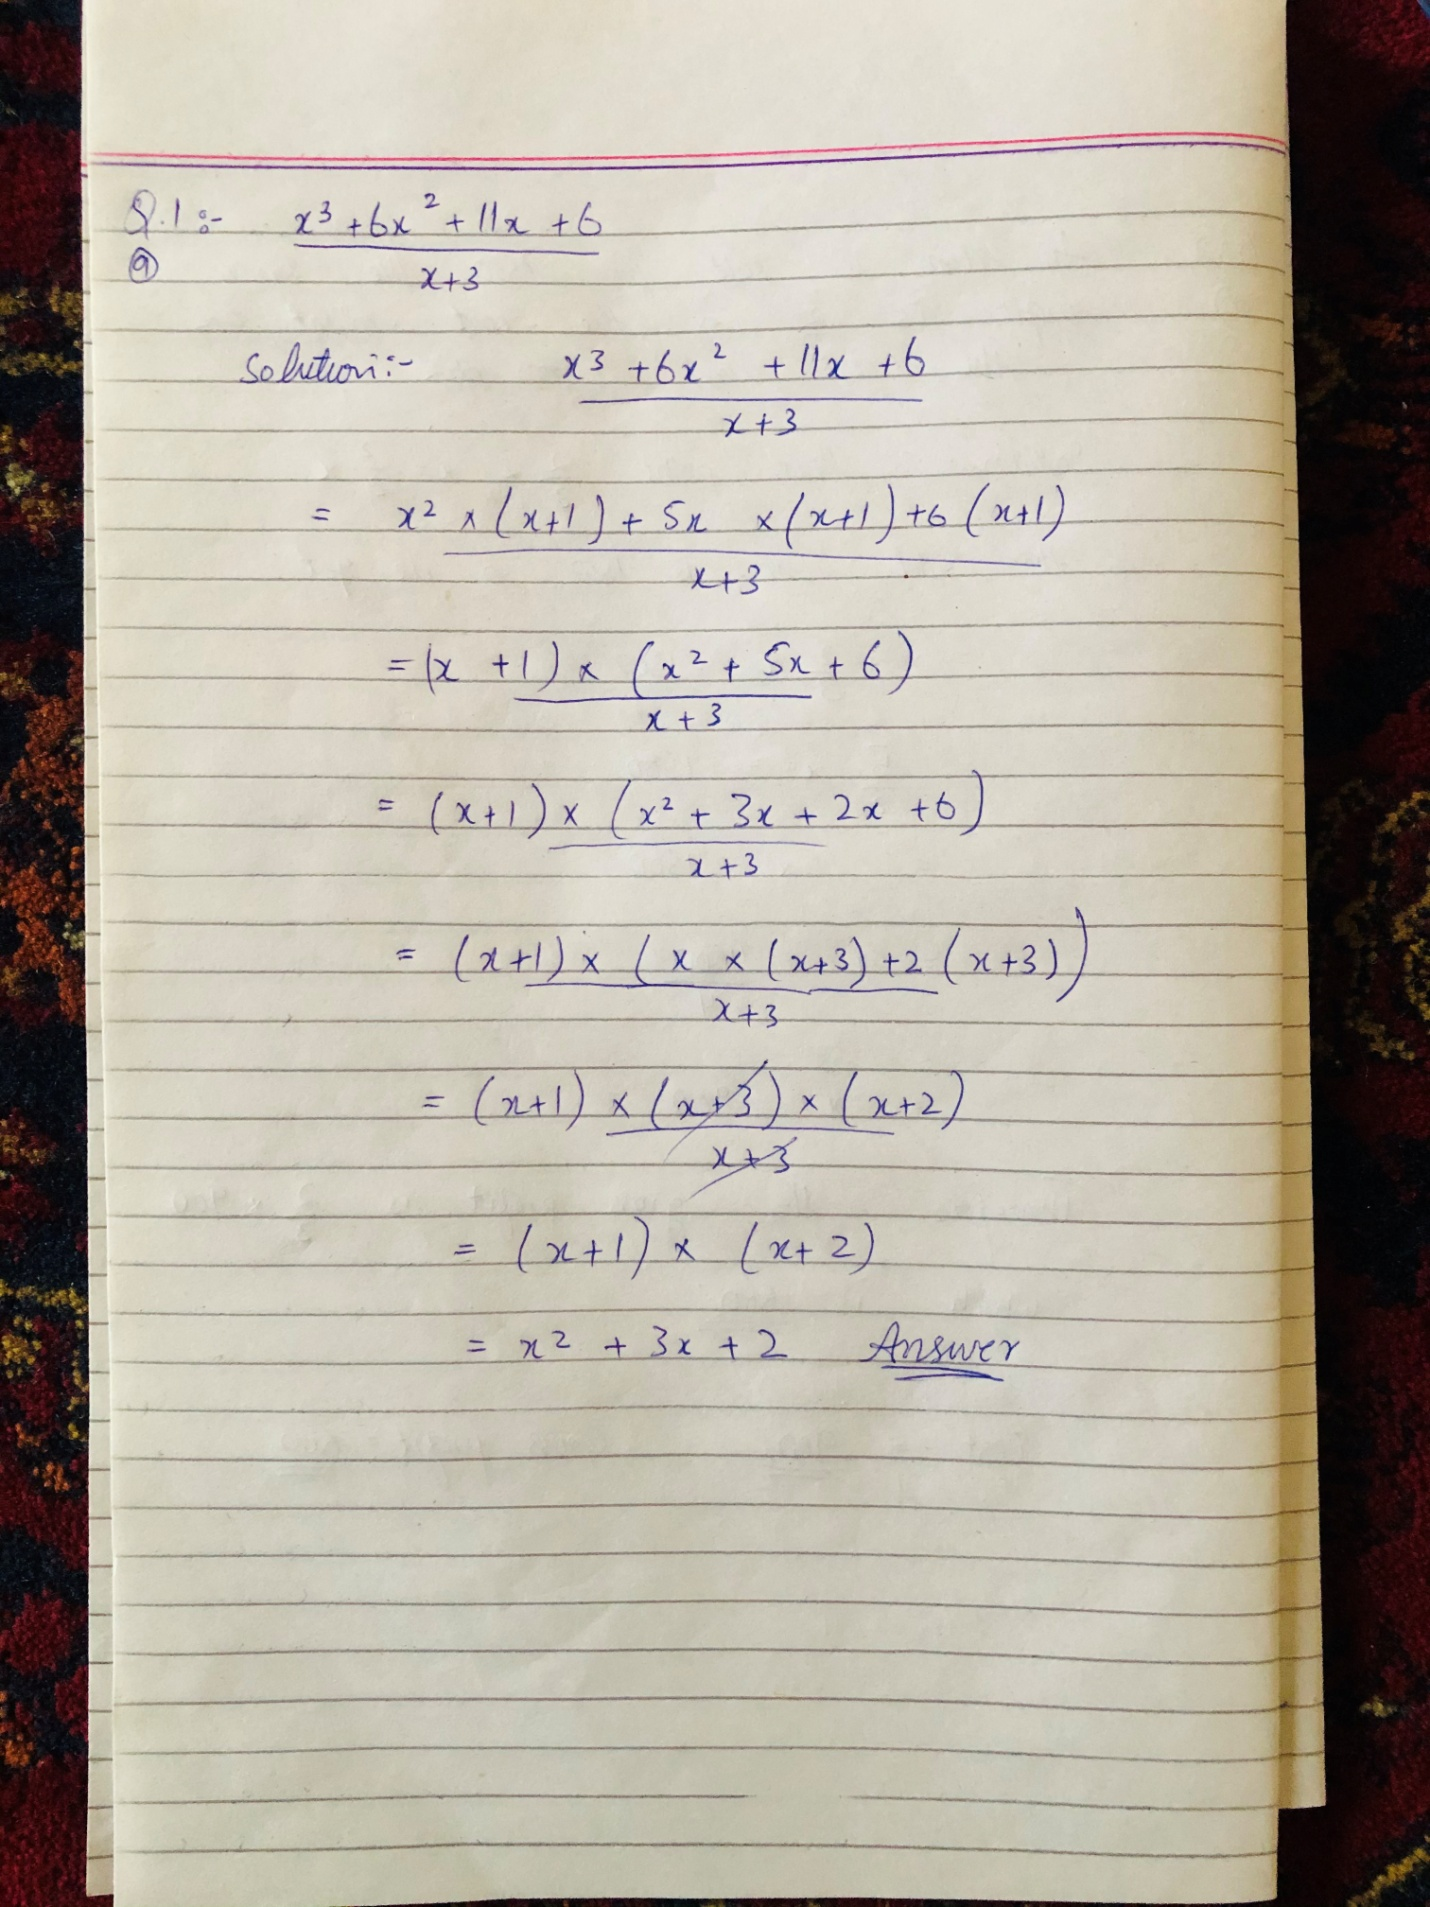 Q.1:- x³ + 6x² + 11x + 6
ⓐ x+3
Solution:- x³ + 6x² + 11x + 6
x+3
= x² × (x+1) + 5x × (x+1) + 6 (x+1)
x+3
= (x + 1) × (x² + 5x + 6)
x + 3
= (x+1) × (x² + 3x + 2x + 6)
x + 3
= (x+1) × (x × (x+3) + 2 (x+3))
x+3
= (x+1) × (x+3) × (x+2)
x+3
= (x+1) × (x+2)
= x² + 3x + 2 Answer